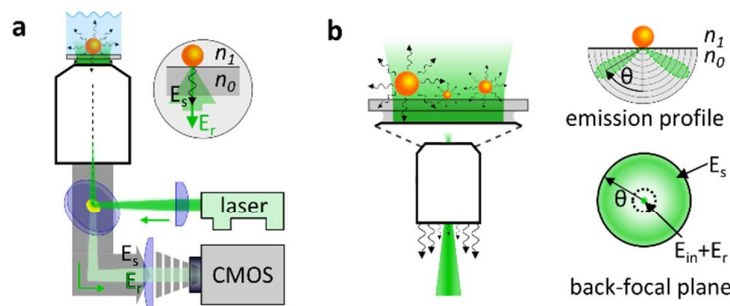 a
n1
n0
Es
Er
laser
Es
Er
CMOS
b
n1
n0
θ
emission profile
Es
θ
Ein+Er
back-focal plane